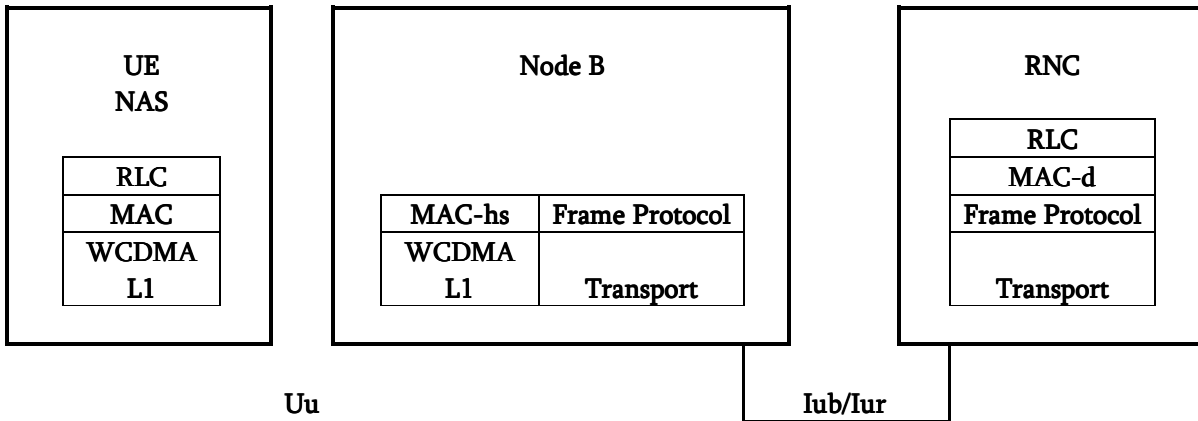 UE
NAS
RLC
MAC
WCDMA
L1
Node B
MAC-hs Frame Protocol
WCDMA
L1 Transport
RNC
RLC
MAC-d
Frame Protocol
Transport
Uu
Iub/Iur